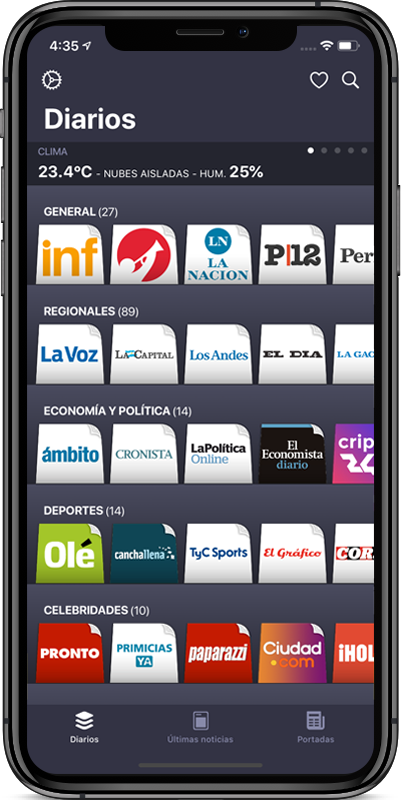 4:35
Diarios
CLIMA
23.4ºC - NUBES AISLADAS - HUM. 25%
GENERAL (27)
inf
LN
LA
NACION
P|12
Per
REGIONALES (89)
La Voz
LA CAPITAL
Los Andes
EL DIA
LA GAC
ECONOMÍA Y POLÍTICA (14)
ámbito
CRONISTA
LaPolítica
Online
El
Economista
diario
crip
24
DEPORTES (14)
Olé
canchallena
TyC Sports
El Gráfico
COR
CELEBRIDADES (10)
PRONTO
PRIMICIAS
YA
paparazzi
Ciudad
.com
¡HOL
Diarios
Últimas noticias
Portadas